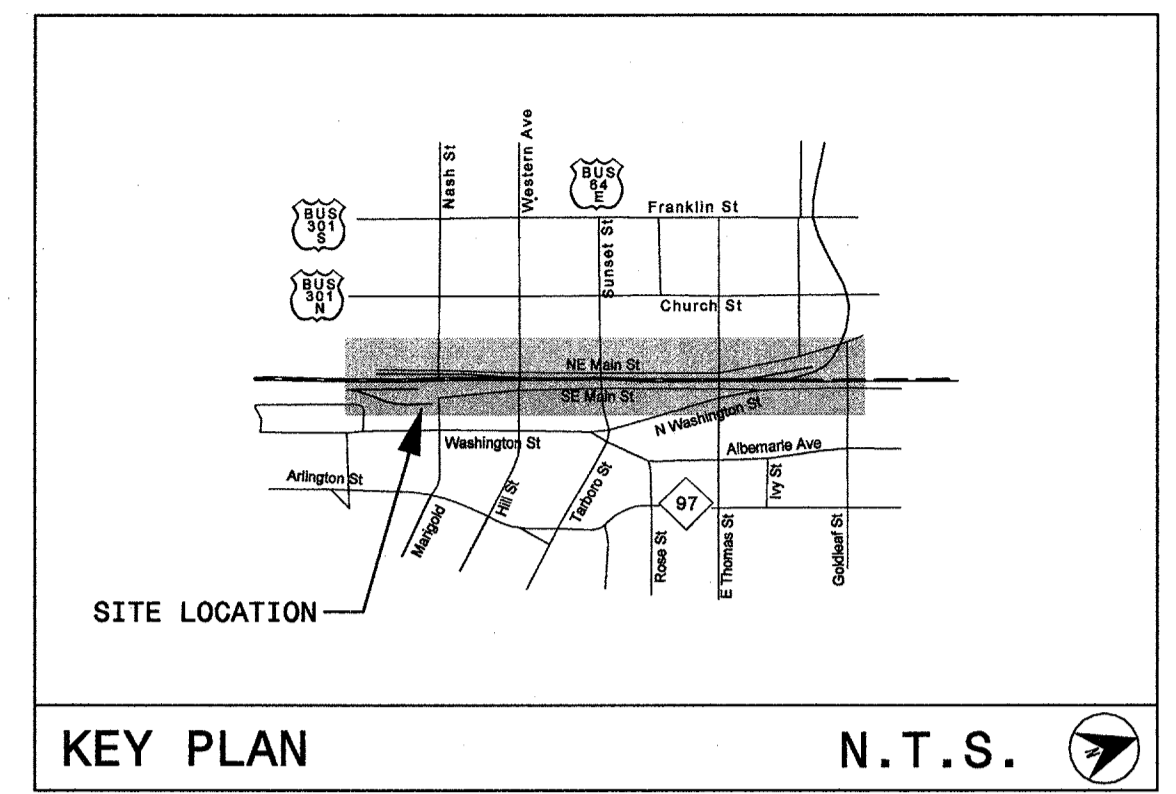 Nash St
Western Ave
BUS
64
E
BUS
301
S
Franklin St
Sunset St
BUS
301
N
Church St
NE Main St
SE Main St
N Washington St
Washington St
Albemarle Ave
Arlington St
Marigold
Hill St
Tarboro St
97
Ivy St
Rose St
E Thomas St
Goldleaf St
SITE LOCATION
KEY PLAN
N.T.S.
N